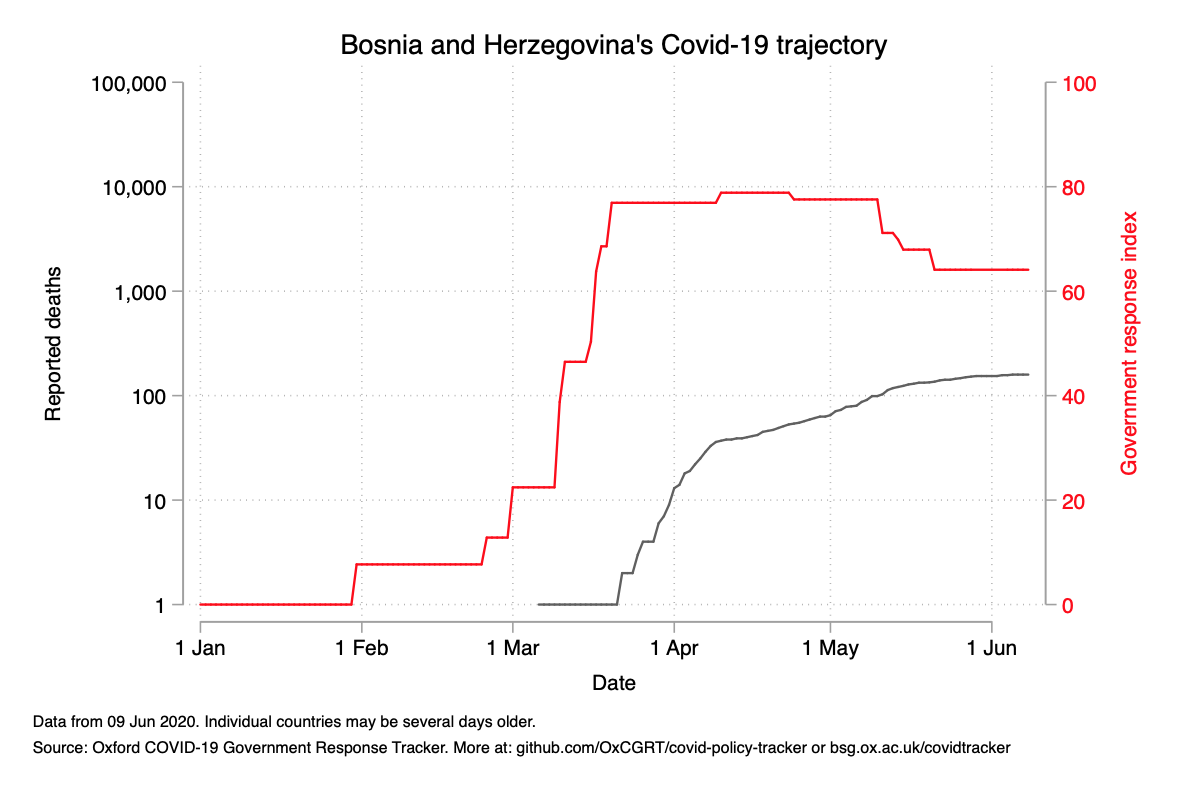 Bosnia and Herzegovina's Covid-19 trajectory
100,000
10,000
1,000
100
10
1
Reported deaths
100
80
60
40
20
0
Government response index
1 Jan
1 Feb
1 Mar
1 Apr
1 May
1 Jun
Date
Data from 09 Jun 2020. Individual countries may be several days older.
Source: Oxford COVID-19 Government Response Tracker. More at: github.com/OxCGRT/covid-policy-tracker or bsg.ox.ac.uk/covidtracker